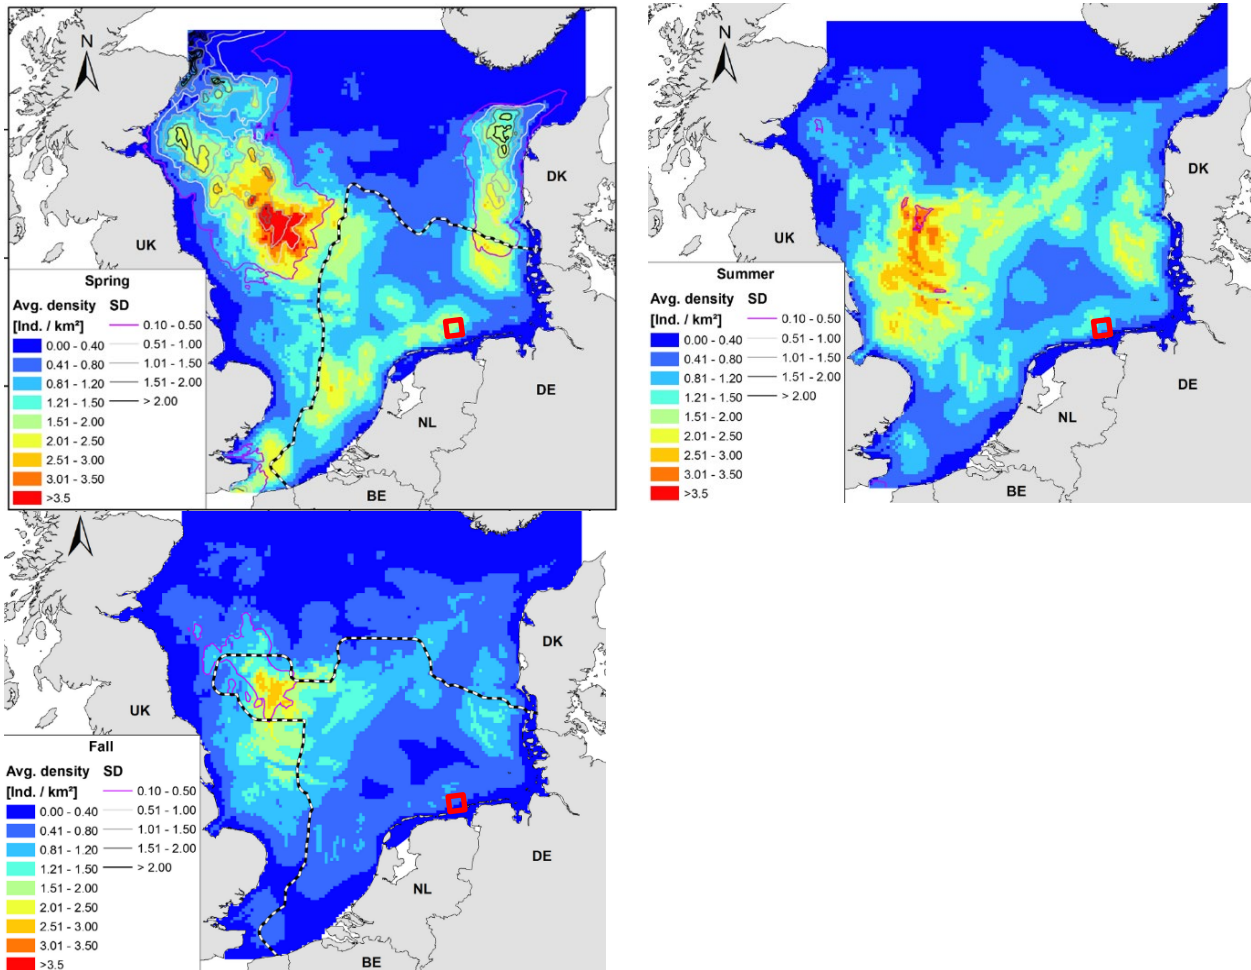 N
DK
UK
DE
NL
BE
Spring
Avg. density SD
[Ind. / km²]
0.00 - 0.40
0.41 - 0.80
0.81 - 1.20
1.21 - 1.50
1.51 - 2.00
2.01 - 2.50
2.51 - 3.00
3.01 - 3.50
>3.5
0.10 - 0.50
0.51 - 1.00
1.01 - 1.50
1.51 - 2.00
> 2.00
N
DK
UK
DE
NL
BE
Summer
Avg. density SD
[Ind. / km²]
0.00 - 0.40
0.41 - 0.80
0.81 - 1.20
1.21 - 1.50
1.51 - 2.00
2.01 - 2.50
2.51 - 3.00
3.01 - 3.50
>3.5
0.10 - 0.50
0.51 - 1.00
1.01 - 1.50
1.51 - 2.00
> 2.00
DK
UK
DE
NL
BE
Fall
Avg. density SD
[Ind. / km²]
0.00 - 0.40
0.41 - 0.80
0.81 - 1.20
1.21 - 1.50
1.51 - 2.00
2.01 - 2.50
2.51 - 3.00
3.01 - 3.50
>3.5
0.10 - 0.50
0.51 - 1.00
1.01 - 1.50
1.51 - 2.00
> 2.00